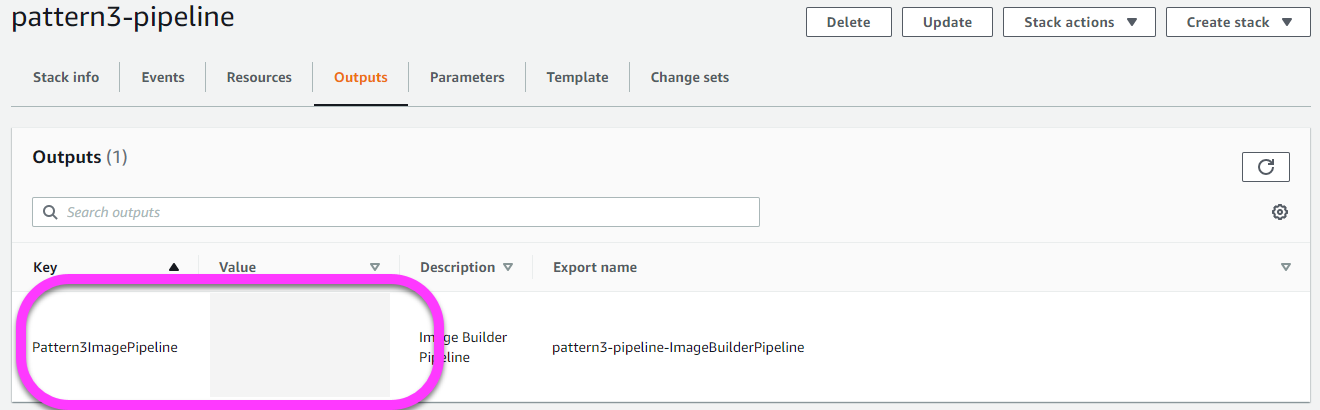 pattern3-pipeline
Delete
Update
Stack actions
Create stack
Stack info
Events
Resources
Outputs
Parameters
Template
Change sets
Outputs (1)
Search outputs
Key
Value
Description
Export name
Pattern3ImagePipeline
Image Builder
Pipeline
pattern3-pipeline-ImageBuilderPipeline